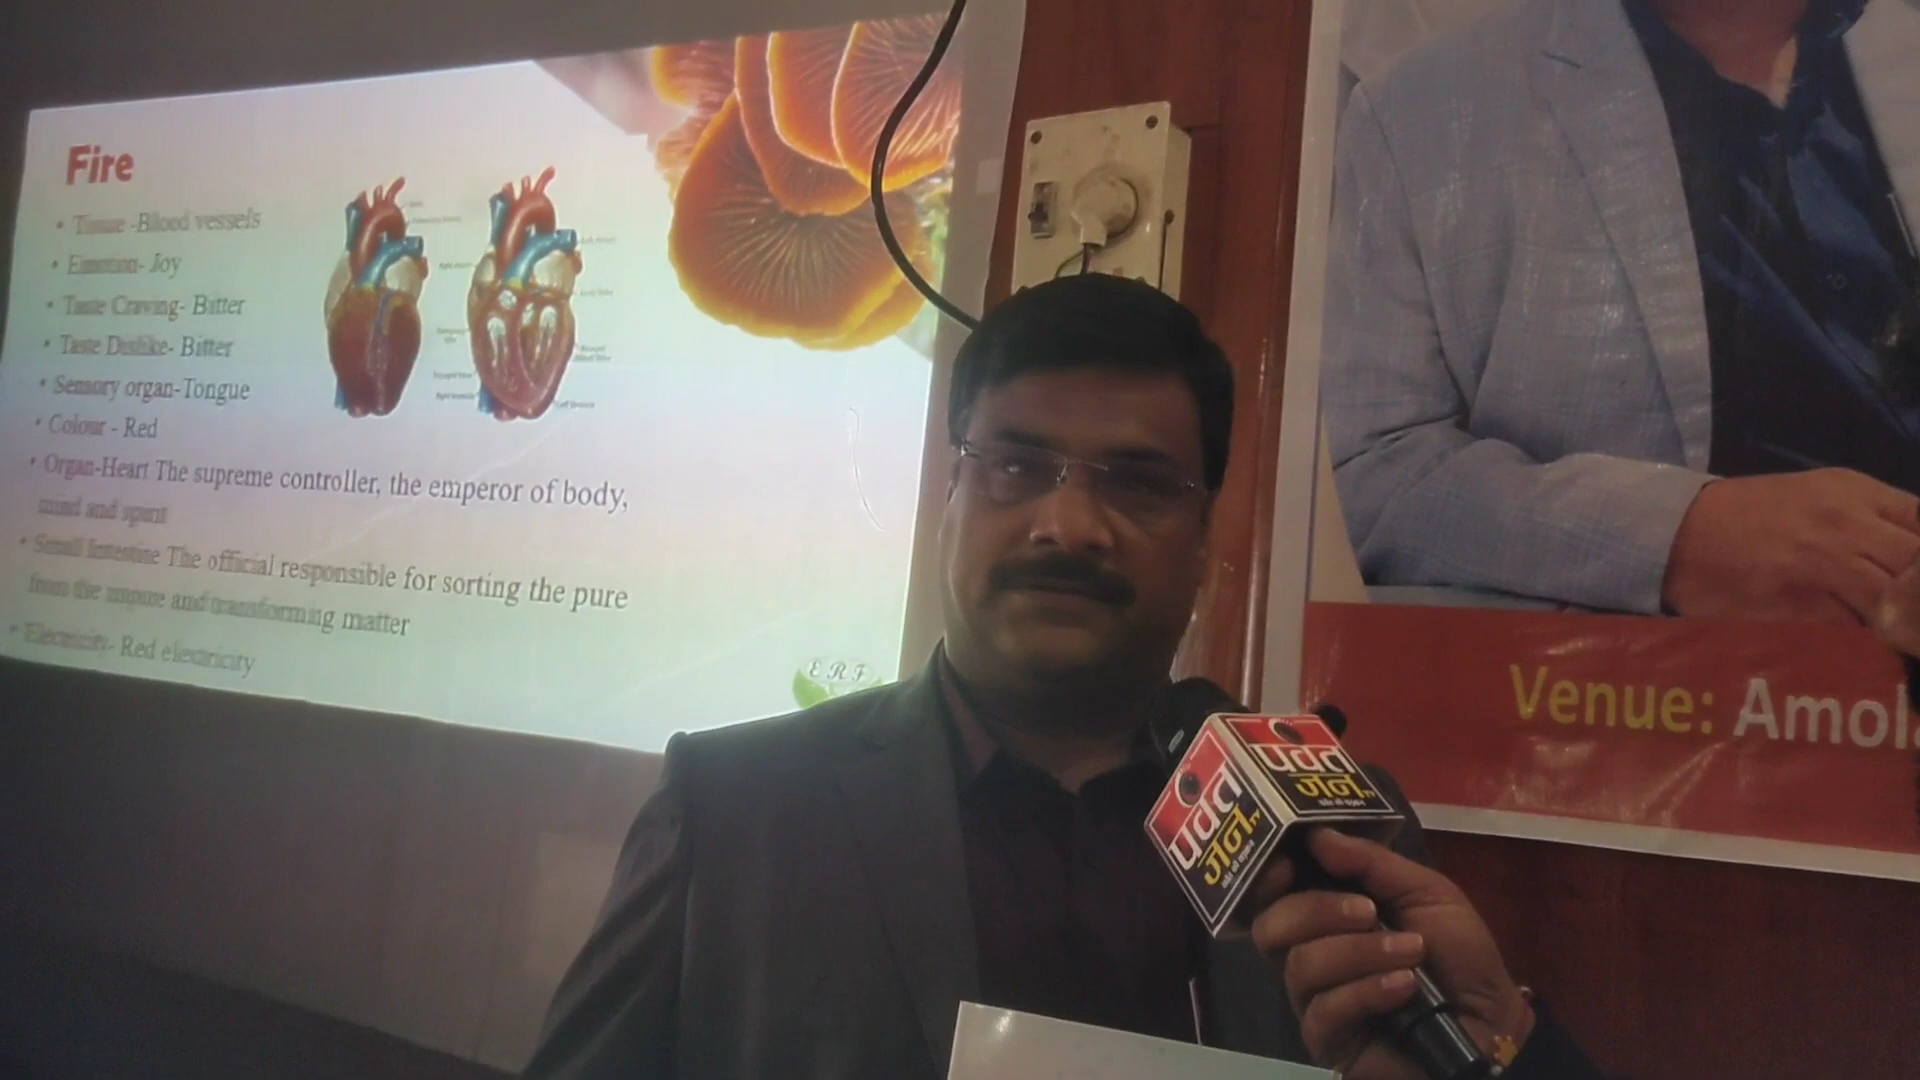 Fire
• Tissue -Blood vessels
• Emotion- Joy
• Taste Craving- Bitter
• Taste Dislike- Bitter
• Sensory organ-Tongue
• Colour - Red
• Organ-Heart The supreme controller, the emperor of body,
mind and spirit
• Small Intestine The official responsible for sorting the pure
from the impure and transforming matter
• Electricity- Red electricity
E R F
Venue: Amol
पर्वत
जन TV
पर्वत
जन TV